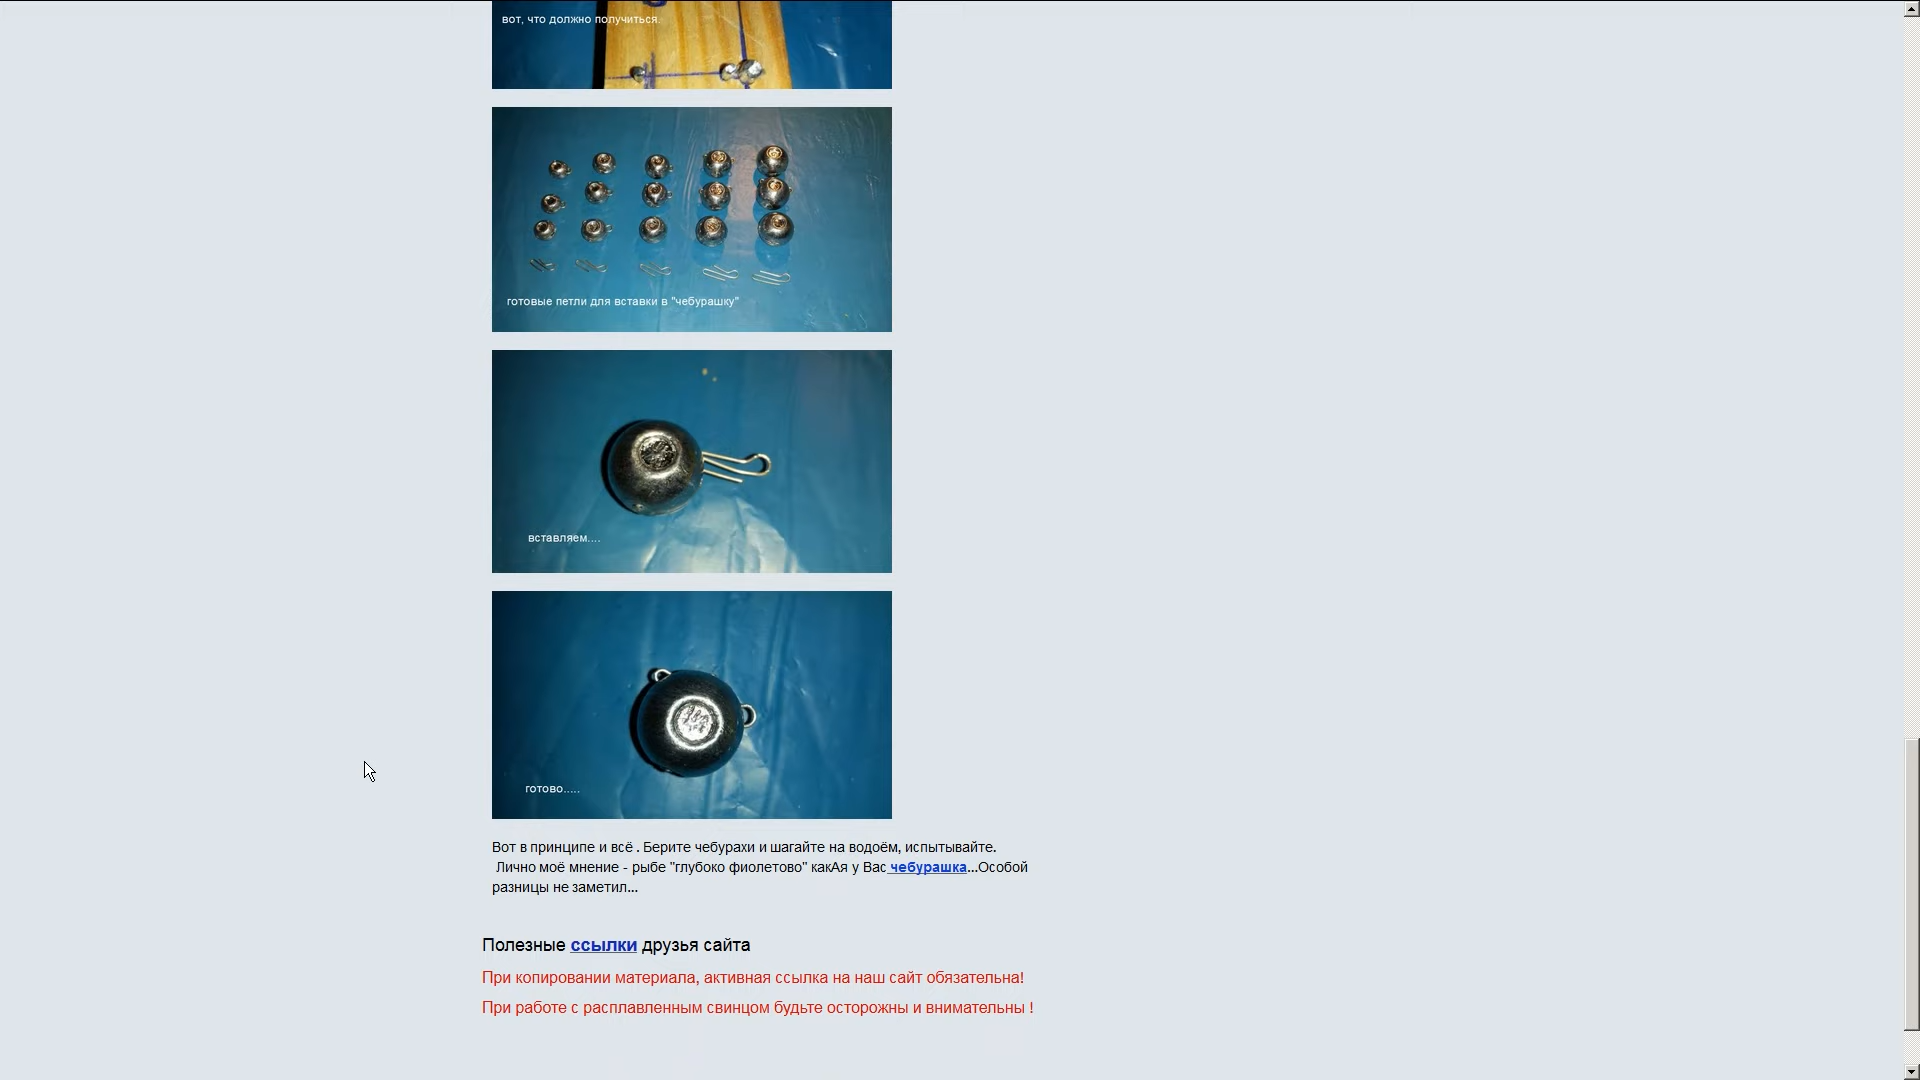 вот, что должно получиться.
готовые петли для вставки в "чебурашку"
вставляем....
готово.....
Вот в принципе и всё . Берите чебурахи и шагайте на водоём, испытывайте.
Лично моё мнение - рыбе "глубоко фиолетово" какАя у Вас чебурашка...Особой
разницы не заметил...
Полезные ссылки друзья сайта
При копировании материала, активная ссылка на наш сайт обязательна!
При работе с расплавленным свинцом будьте осторожны и внимательны !